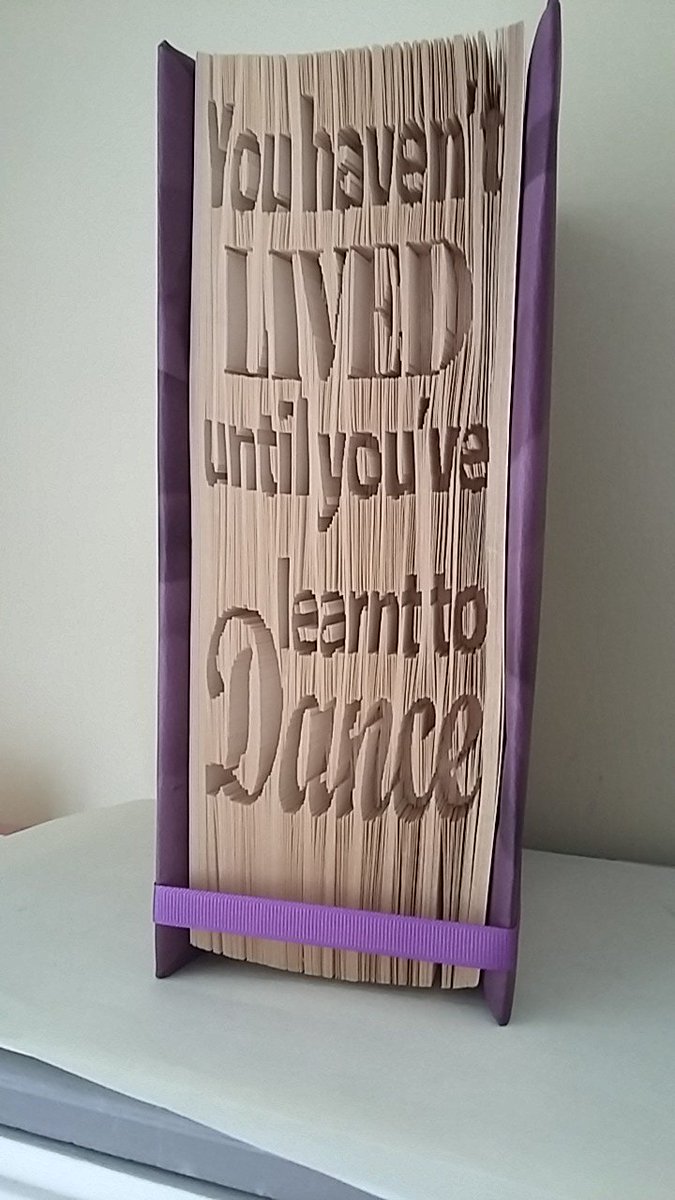 You haven't
LIVED
until you've
learnt to
Dance